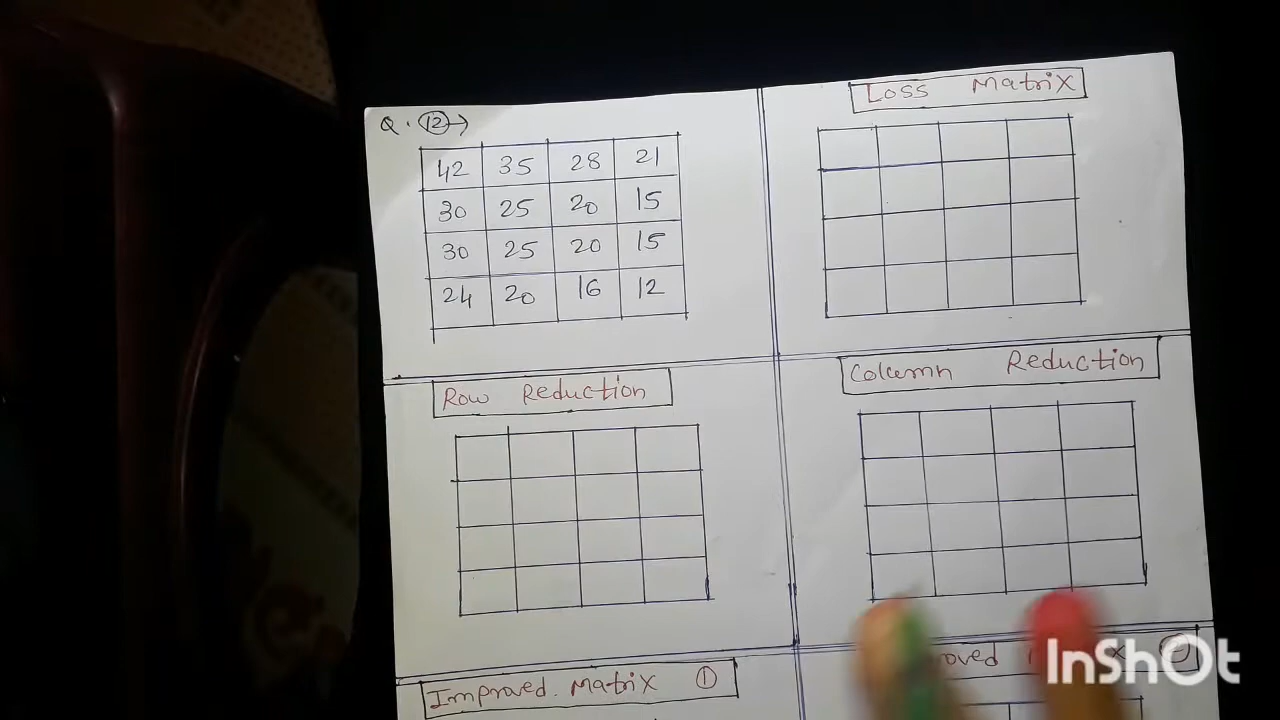 Q. 12 →
42 35 28 21
30 25 20 15
30 25 20 15
24 20 16 12
Loss Matrix
Row Reduction
Column Reduction
Improved. Matrix 1
InShOt